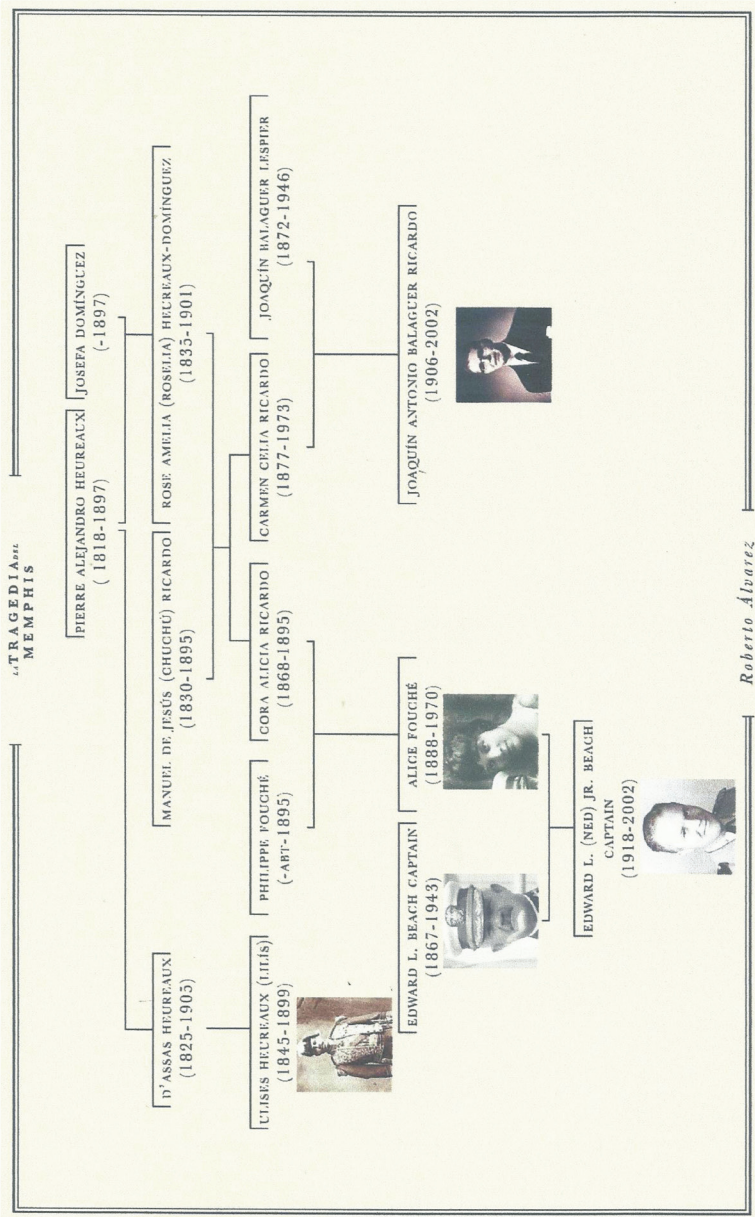 LA TRAGEDIA DEL
MEMPHIS
PIERRE ALEJANDRO HEUREAUX
( 1818-1897)
JOSEFA DOMÍNGUEZ
(-1897)
D'ASSAS HEUREAUX
(1825-1903)
MANUEL DE JESÚS (CHUCHÚ) RICARDO
(1830-1895)
ROSE AMELIA (ROSELIA) HEUREAUX-DOMÍNGUEZ
(1835-1901)
ULISES HEUREAUX (LILÍS)
(1845-1899)
PHILIPPE FOUCHÉ
(-ABT-1895)
CORA ALICIA RICARDO
(1868-1895)
CARMEN CELIA RICARDO
(1877-1973)
JOAQUÍN BALAGUER LESPIER
(1872-1946)
EDWARD L. BEACH CAPTAIN
(1867-1943)
ALICE FOUCHÉ
(1888-1970)
JOAQUÍN ANTONIO BALAGUER RICARDO
(1906-2002)
EDWARD L. (NED) JR. BEACH
CAPTAIN
(1918-2002)
Roberto Álvarez